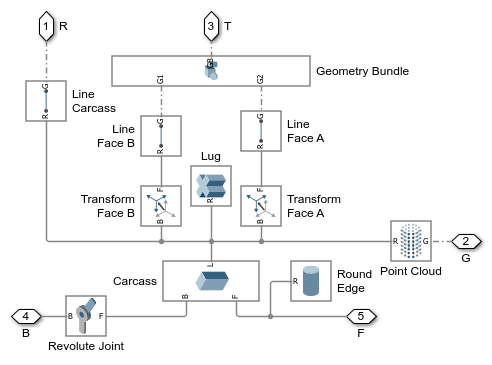 1
R
3
T
GB
Geometry Bundle
G1
G2
G
R
Line
Carcass
G
R
Line
Face B
G
R
Line
Face A
Lug
R
Transform
Face B
F
B
Transform
Face A
F
B
R
G
Point Cloud
2
G
Carcass
L
B
F
R
Round
Edge
4
B
B
F
Revolute Joint
5
F